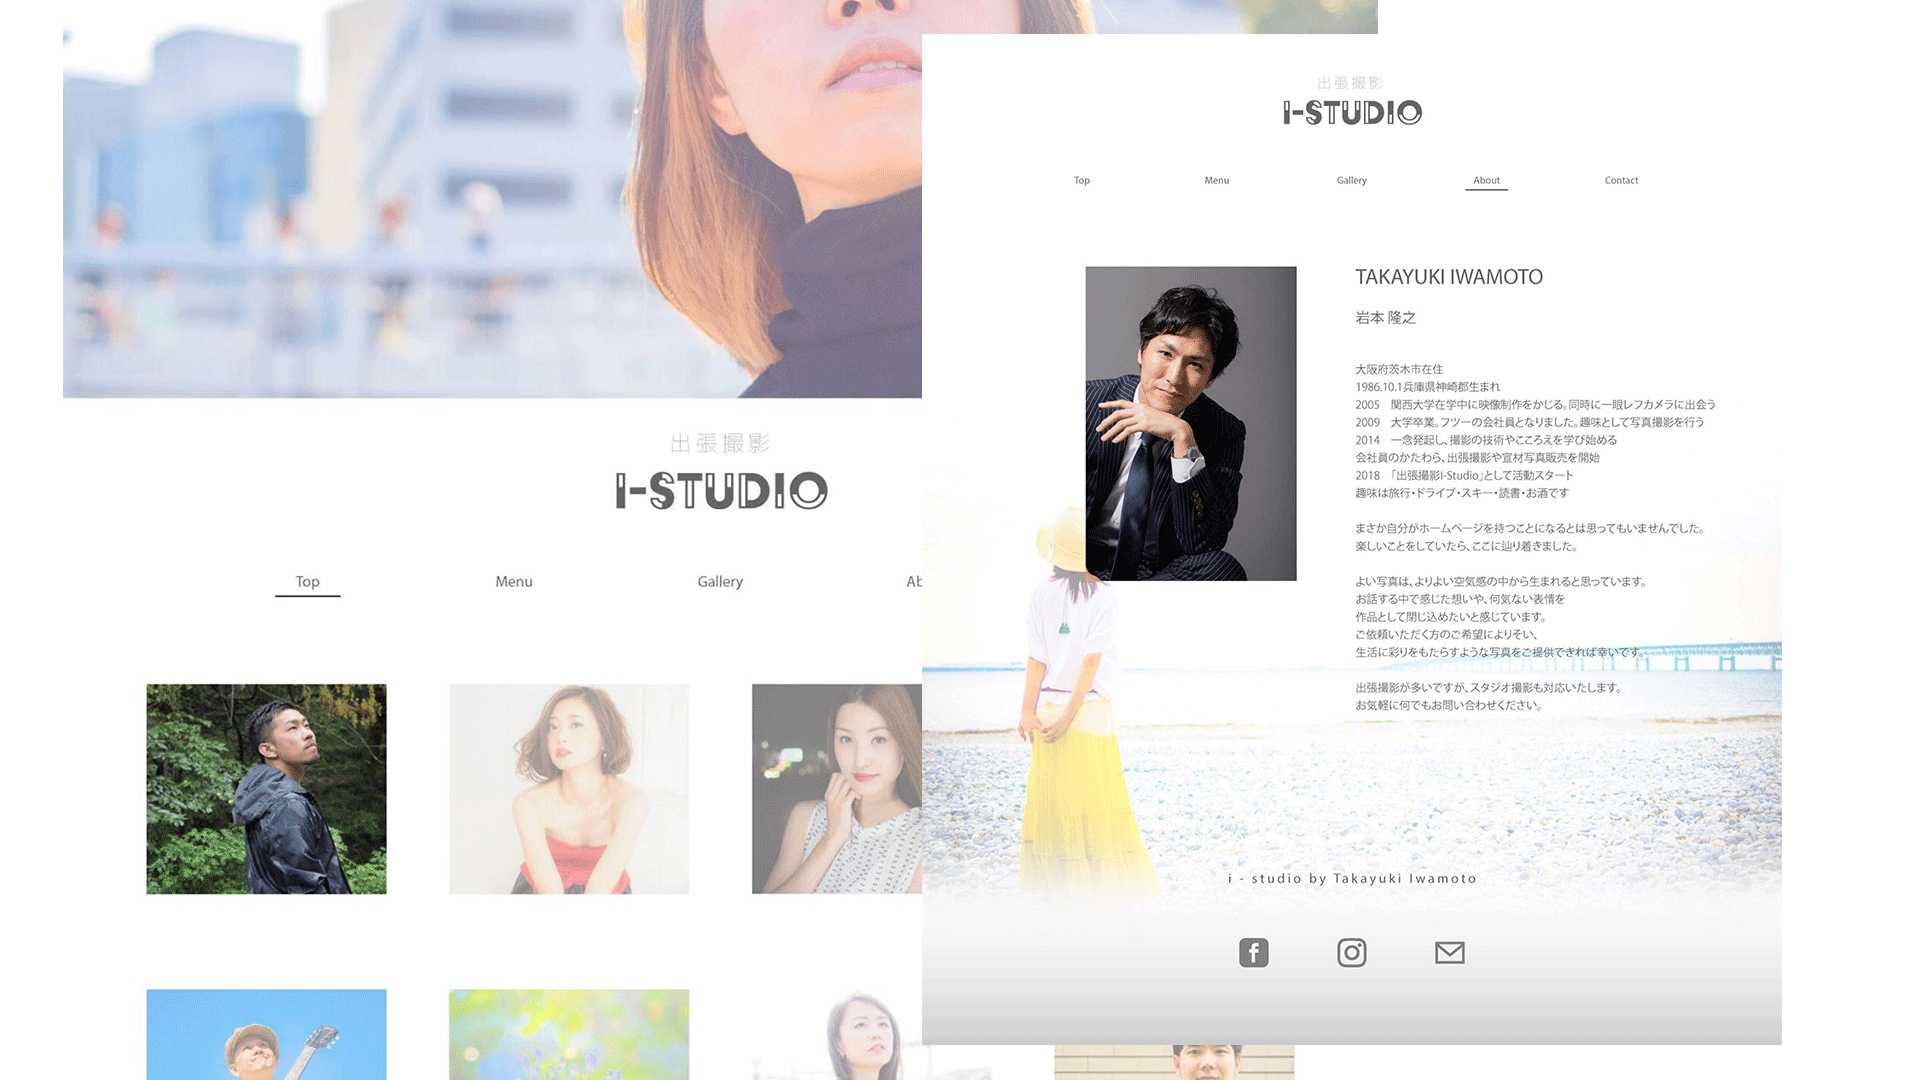 出張撮影
I-STUDIO
Top
Menu
Gallery
Ab
出張撮影
I-STUDIO
Top
Menu
Gallery
About
Contact
TAKAYUKI IWAMOTO
岩本 隆之
大阪府茨木市在住
1986.10.1兵庫県神崎郡生まれ
2005　関西大学在学中に映像制作をかじる。同時に一眼レフカメラに出会う
2009　大学卒業。フツーの会社員となりました。趣味として写真撮影を行う
2014　一念発起し、撮影の技術やこころえを学び始める
会社員のかたわら、出張撮影や宣材写真販売を開始
2018　「出張撮影I-Studio」として活動スタート
趣味は旅行・ドライブ・スキー・読書・お酒です
まさか自分がホームページを持つことになるとは思ってもいませんでした。
楽しいことをしていたら、ここに辿り着きました。
よい写真は、よりよい空気感の中から生まれると思っています。
お話する中で感じた想いや、何気ない表情を
作品として閉じ込めたいと感じています。
ご依頼いただく方のご希望によりそい、
生活に彩りをもたらすような写真をご提供できれば幸いです。
出張撮影が多いですが、スタジオ撮影も対応いたします。
お気軽に何でもお問い合わせください。
i - studio by Takayuki Iwamoto